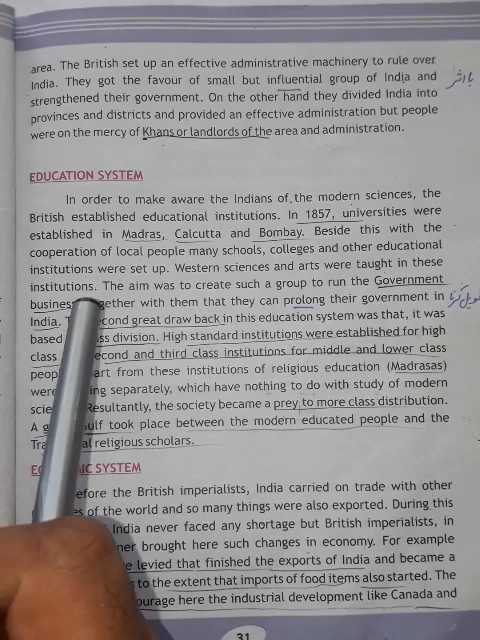 area. The British set up an effective administrative machinery to rule over
India. They got the favour of small but influential group of India and
strengthened their government. On the other hand they divided India into
provinces and districts and provided an effective administration but people
were on the mercy of Khans or landlords of the area and administration.
با اثر
EDUCATION SYSTEM
In order to make aware the Indians of the modern sciences, the
British established educational institutions. In 1857, universities were
established in Madras, Calcutta and Bombay. Beside this with the
cooperation of local people many schools, colleges and other educational
institutions were set up. Western sciences and arts were taught in these
institutions. The aim was to create such a group to run the Government
business gether with them that they can prolong their government in
طویل کرنا
India. T econd great draw back in this education system was that, it was
based ss division. High standard institutions were established for high
class econd and third class institutions for middle and lower class
peop art from these institutions of religious education (Madrasas)
were ing separately, which have nothing to do with study of modern
scie Resultantly, the society became a prey to more class distribution.
A g ulf took place between the modern educated people and the
Tra al religious scholars.
EC IC SYSTEM
efore the British imperialists, India carried on trade with other
es of the world and so many things were also exported. During this
India never faced any shortage but British imperialists, in
ner brought here such changes in economy. For example
e levied that finished the exports of India and became a
to the extent that imports of food items also started. The
ourage here the industrial development like Canada and
31